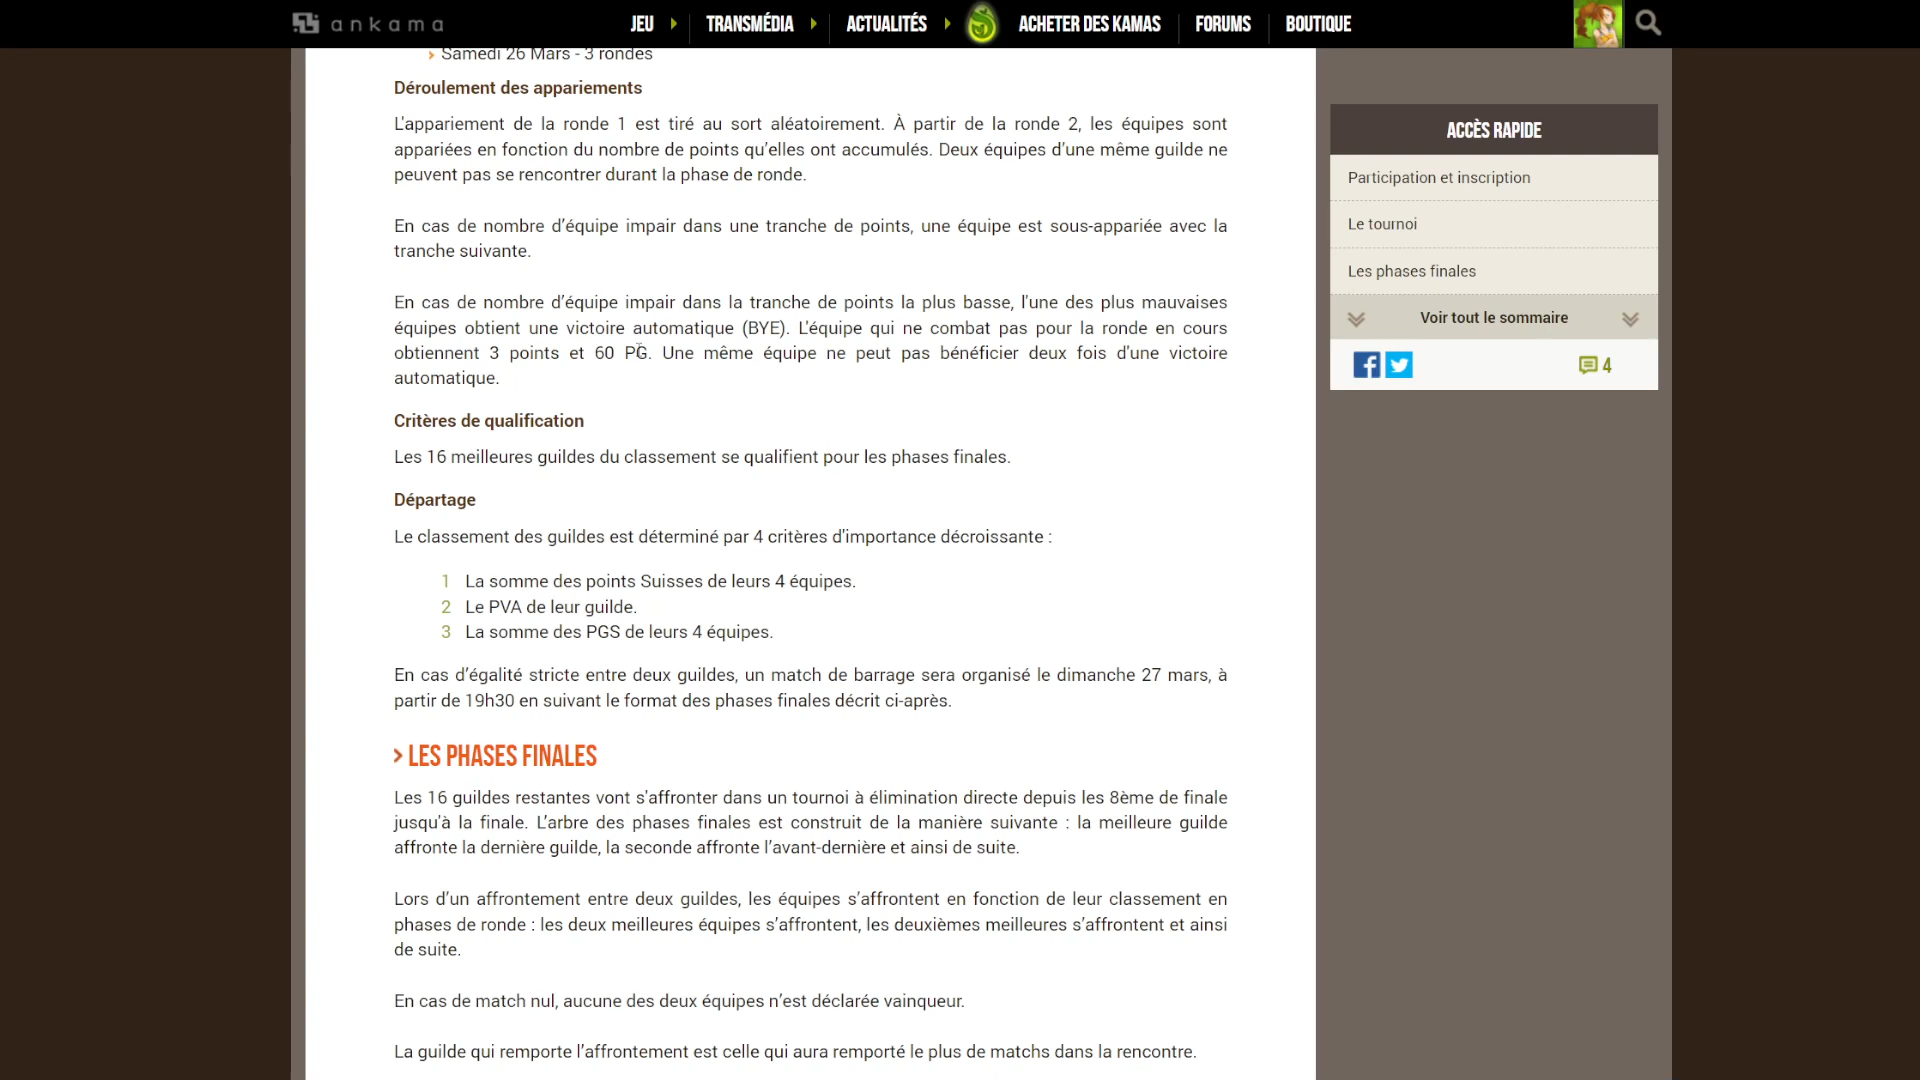 ankama
JEU
TRANSMÉDIA
ACTUALITÉS
ACHETER DES KAMAS
FORUMS
BOUTIQUE
Samedi 26 Mars - 3 rondes
Déroulement des appariements
L'appariement de la ronde 1 est tiré au sort aléatoirement. À partir de la ronde 2, les équipes sont
appariées en fonction du nombre de points qu’elles ont accumulés. Deux équipes d’une même guilde ne
peuvent pas se rencontrer durant la phase de ronde.
En cas de nombre d’équipe impair dans une tranche de points, une équipe est sous-appariée avec la
tranche suivante.
En cas de nombre d’équipe impair dans la tranche de points la plus basse, l'une des plus mauvaises
équipes obtient une victoire automatique (BYE). L'équipe qui ne combat pas pour la ronde en cours
obtiennent 3 points et 60 PG. Une même équipe ne peut pas bénéficier deux fois d'une victoire
automatique.
Critères de qualification
Les 16 meilleures guildes du classement se qualifient pour les phases finales.
Départage
Le classement des guildes est déterminé par 4 critères d'importance décroissante :
1 La somme des points Suisses de leurs 4 équipes.
2 Le PVA de leur guilde.
3 La somme des PGS de leurs 4 équipes.
En cas d’égalité stricte entre deux guildes, un match de barrage sera organisé le dimanche 27 mars, à
partir de 19h30 en suivant le format des phases finales décrit ci-après.
> LES PHASES FINALES
Les 16 guildes restantes vont s'affronter dans un tournoi à élimination directe depuis les 8ème de finale
jusqu'à la finale. L’arbre des phases finales est construit de la manière suivante : la meilleure guilde
affronte la dernière guilde, la seconde affronte l’avant-dernière et ainsi de suite.
Lors d’un affrontement entre deux guildes, les équipes s’affrontent en fonction de leur classement en
phases de ronde : les deux meilleures équipes s’affrontent, les deuxièmes meilleures s’affrontent et ainsi
de suite.
En cas de match nul, aucune des deux équipes n’est déclarée vainqueur.
La guilde qui remporte l’affrontement est celle qui aura remporté le plus de matchs dans la rencontre.
ACCÈS RAPIDE
Participation et inscription
Le tournoi
Les phases finales
Voir tout le sommaire
4